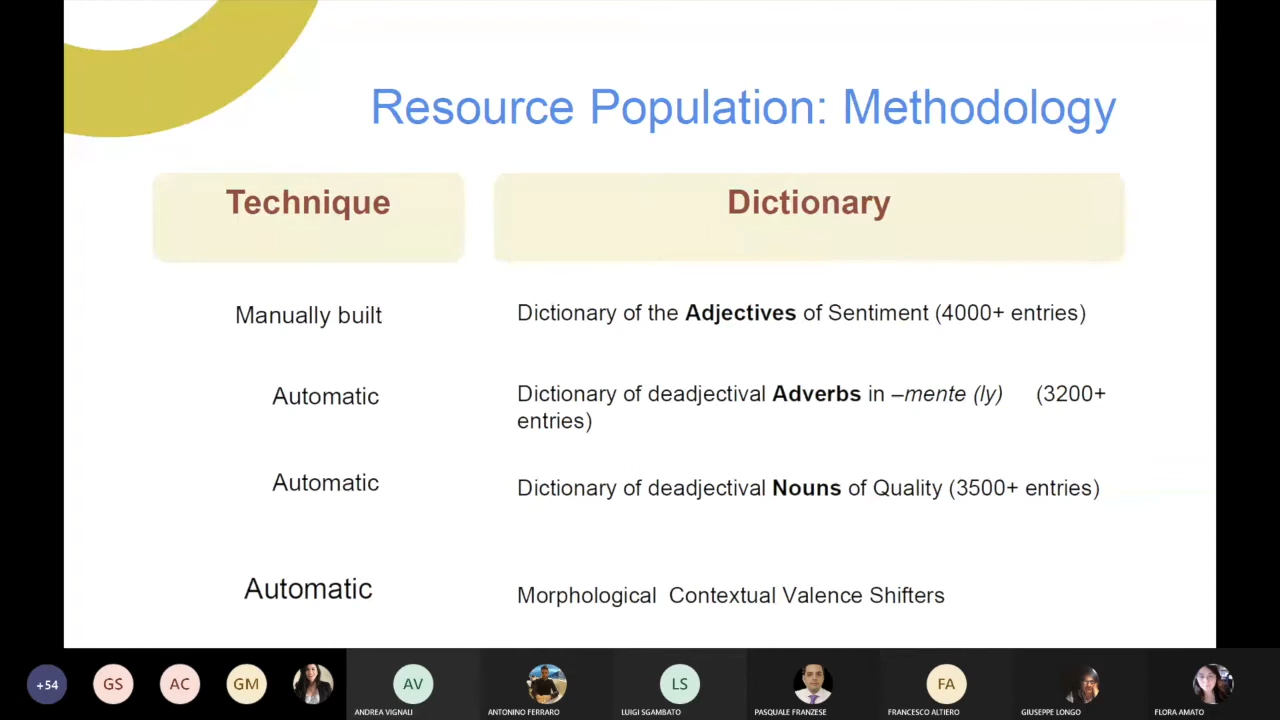 Resource Population: Methodology
Technique
Dictionary
Manually built
Dictionary of the Adjectives of Sentiment (4000+ entries)
Automatic
Dictionary of deadjectival Adverbs in –mente (ly) (3200+
entries)
Automatic
Dictionary of deadjectival Nouns of Quality (3500+ entries)
Automatic
Morphological Contextual Valence Shifters
+54
GS
AC
GM
AV
LS
FA
ANDREA VIGNALI
ANTONINO FERRARO
LUIGI SGAMBATO
PASQUALE FRANZESE
FRANCESCO ALTIERO
GIUSEPPE LONGO
FLORA AMATO